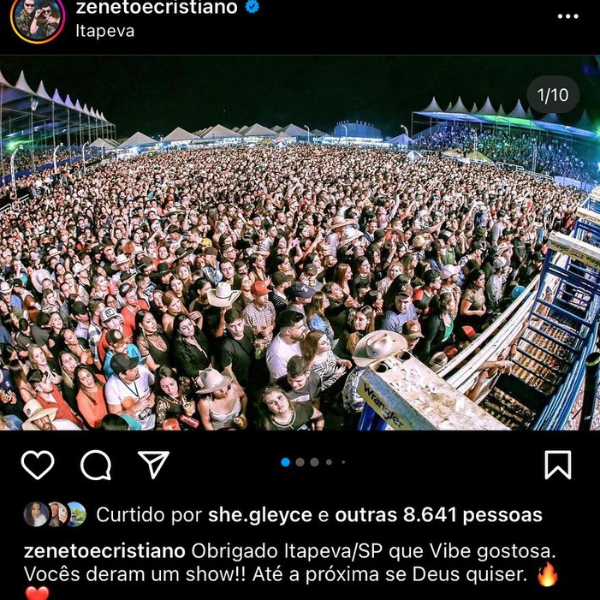 zenetoecristiano
Itapeva
1/10
Wrangler
Curtido por she.gleyce e outras 8.641 pessoas
zenetoecristiano Obrigado Itapeva/SP que Vibe gostosa.
Vocês deram um show!! Até a próxima se Deus quiser. 🔥
❤️